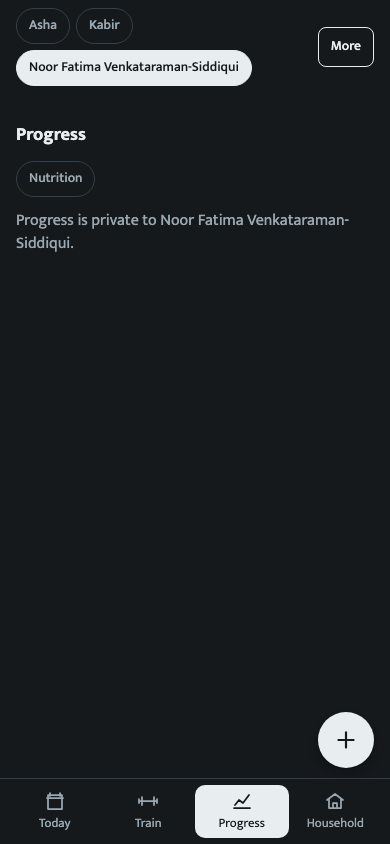 Asha
Kabir
More
Noor Fatima Venkataraman-Siddiqui
Progress
Nutrition
Progress is private to Noor Fatima Venkataraman-
Siddiqui.
Today
Train
Progress
Household